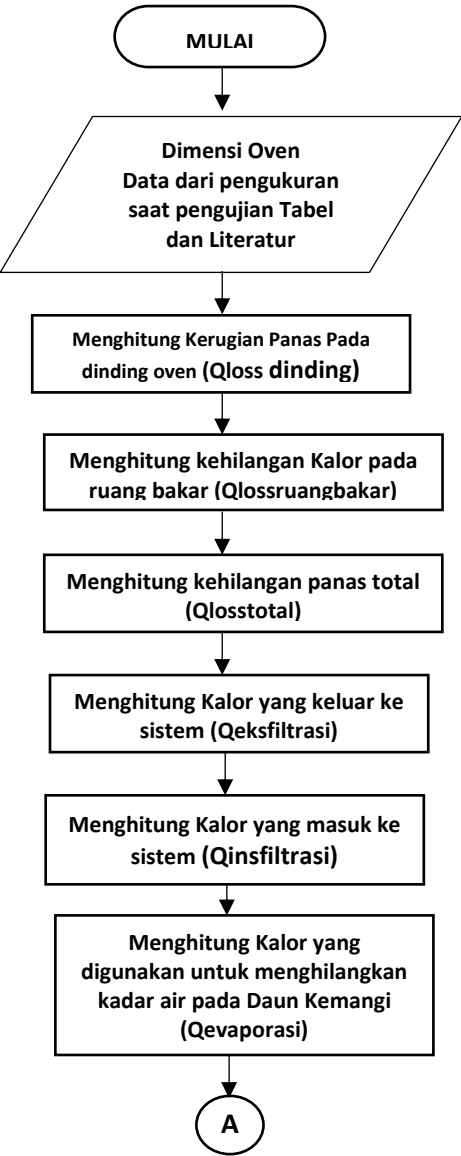 MULAI
Dimensi Oven
Data dari pengukuran
saat pengujian Tabel
dan Literatur
Menghitung Kerugian Panas Pada
dinding oven (Qloss dinding)
Menghitung kehilangan Kalor pada
ruang bakar (Qlossruangbakar)
Menghitung kehilangan panas total
(Qlosstotal)
Menghitung Kalor yang keluar ke
sistem (Qeksfiltrasi)
Menghitung Kalor yang masuk ke
sistem (Qinsfiltrasi)
Menghitung Kalor yang
digunakan untuk menghilangkan
kadar air pada Daun Kemangi
(Qevaporasi)
A